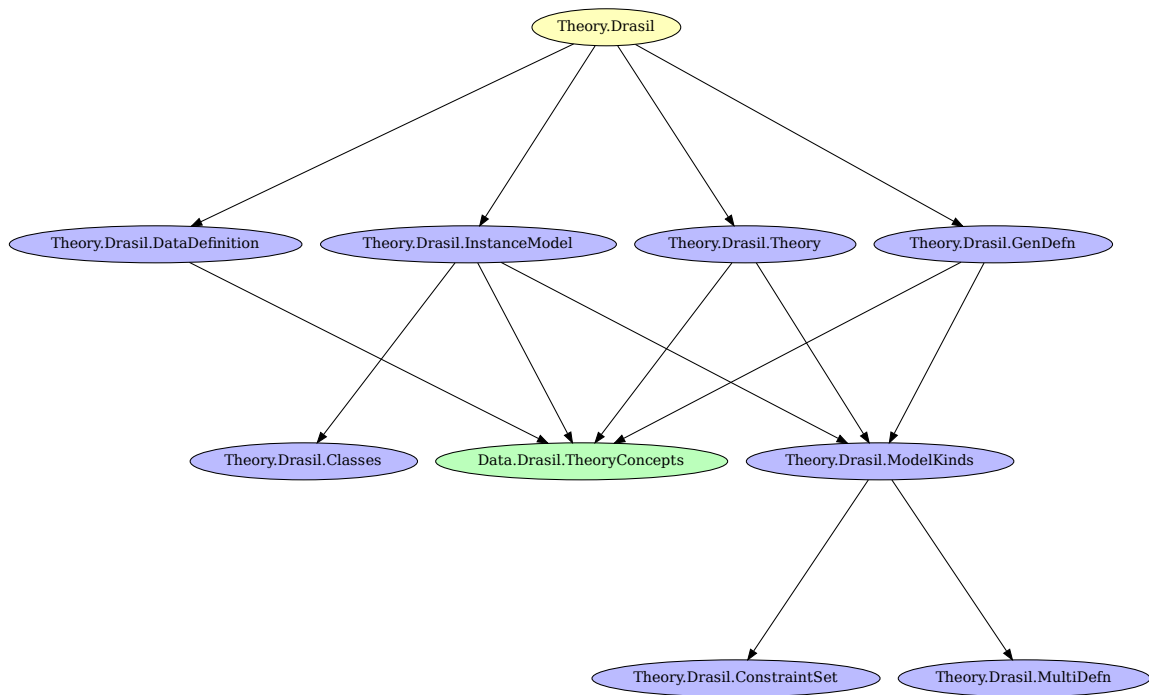 Theory.Drasil
Theory.Drasil.DataDefinition
Theory.Drasil.InstanceModel
Theory.Drasil.Theory
Theory.Drasil.GenDefn
Theory.Drasil.Classes
Data.Drasil.TheoryConcepts
Theory.Drasil.ModelKinds
Theory.Drasil.ConstraintSet
Theory.Drasil.MultiDefn